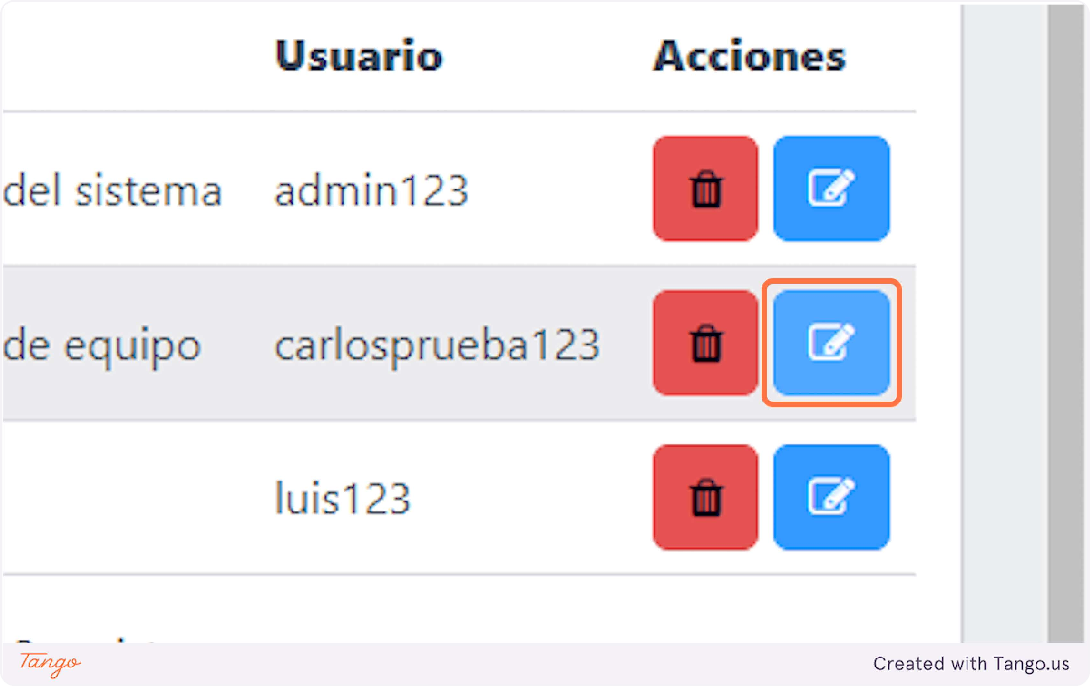 Usuario Acciones
del sistema admin123
de equipo carlosprueba123
luis123
Tango Created with Tango.us